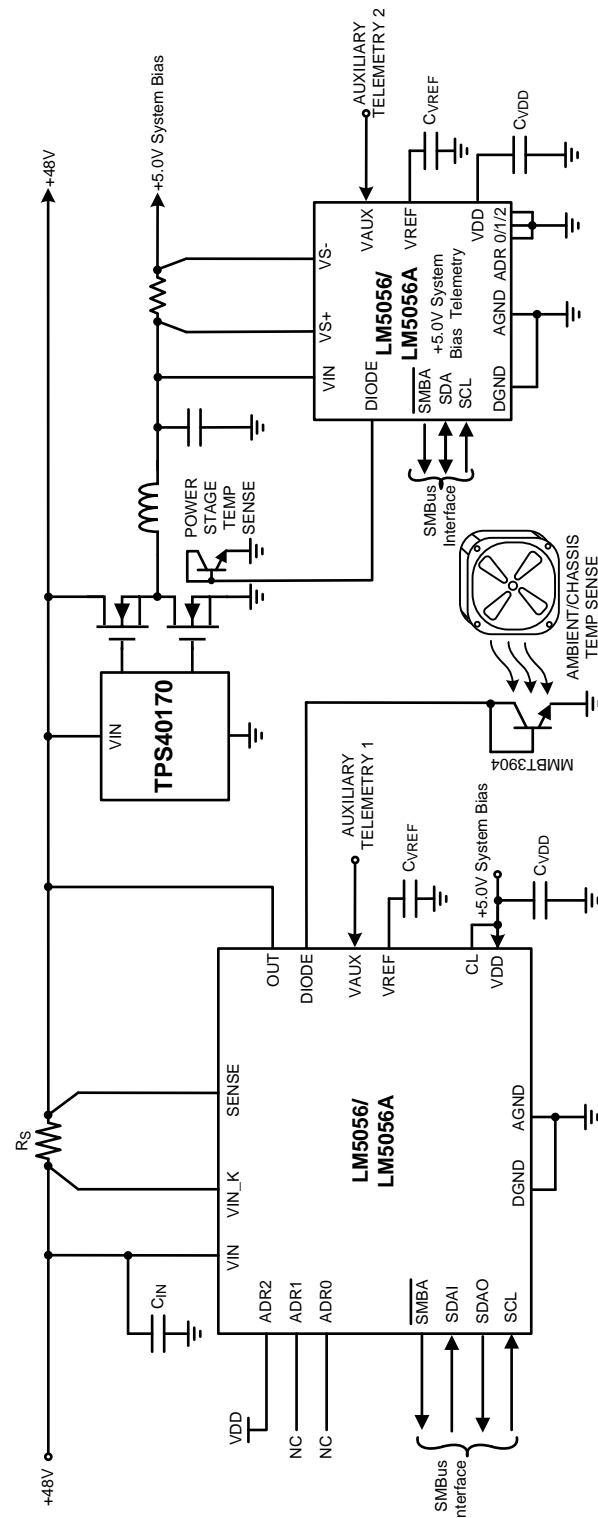 +48V
RS
+48V
CIN
VIN
VIN_K
SENSE
OUT
DIODE
VAUX
VREF
CL
VDD
ADR2
ADR1
ADR0
VDD
NC
NC
LM5056/
LM5056A
SMBA
SDAI
SDAO
SCL
SMBus
Interface
DGND
AGND
AUXILIARY
TELEMETRY 1
CVREF
+5.0V System Bias
CVDD
MMBT3904
AMBIENT/CHASSIS
TEMP SENSE
VIN
TPS40170
POWER
STAGE
TEMP
SENSE
+5.0V System Bias
VIN
VS+
VS-
DIODE
VAUX
VREF
VDD
LM5056/
LM5056A
+5.0V System
Bias Telemetry
SMBA
SDA
SCL
SMBus
Interface
DGND
AGND
ADR 0/1/2
AUXILIARY
TELEMETRY 2
CVREF
CVDD